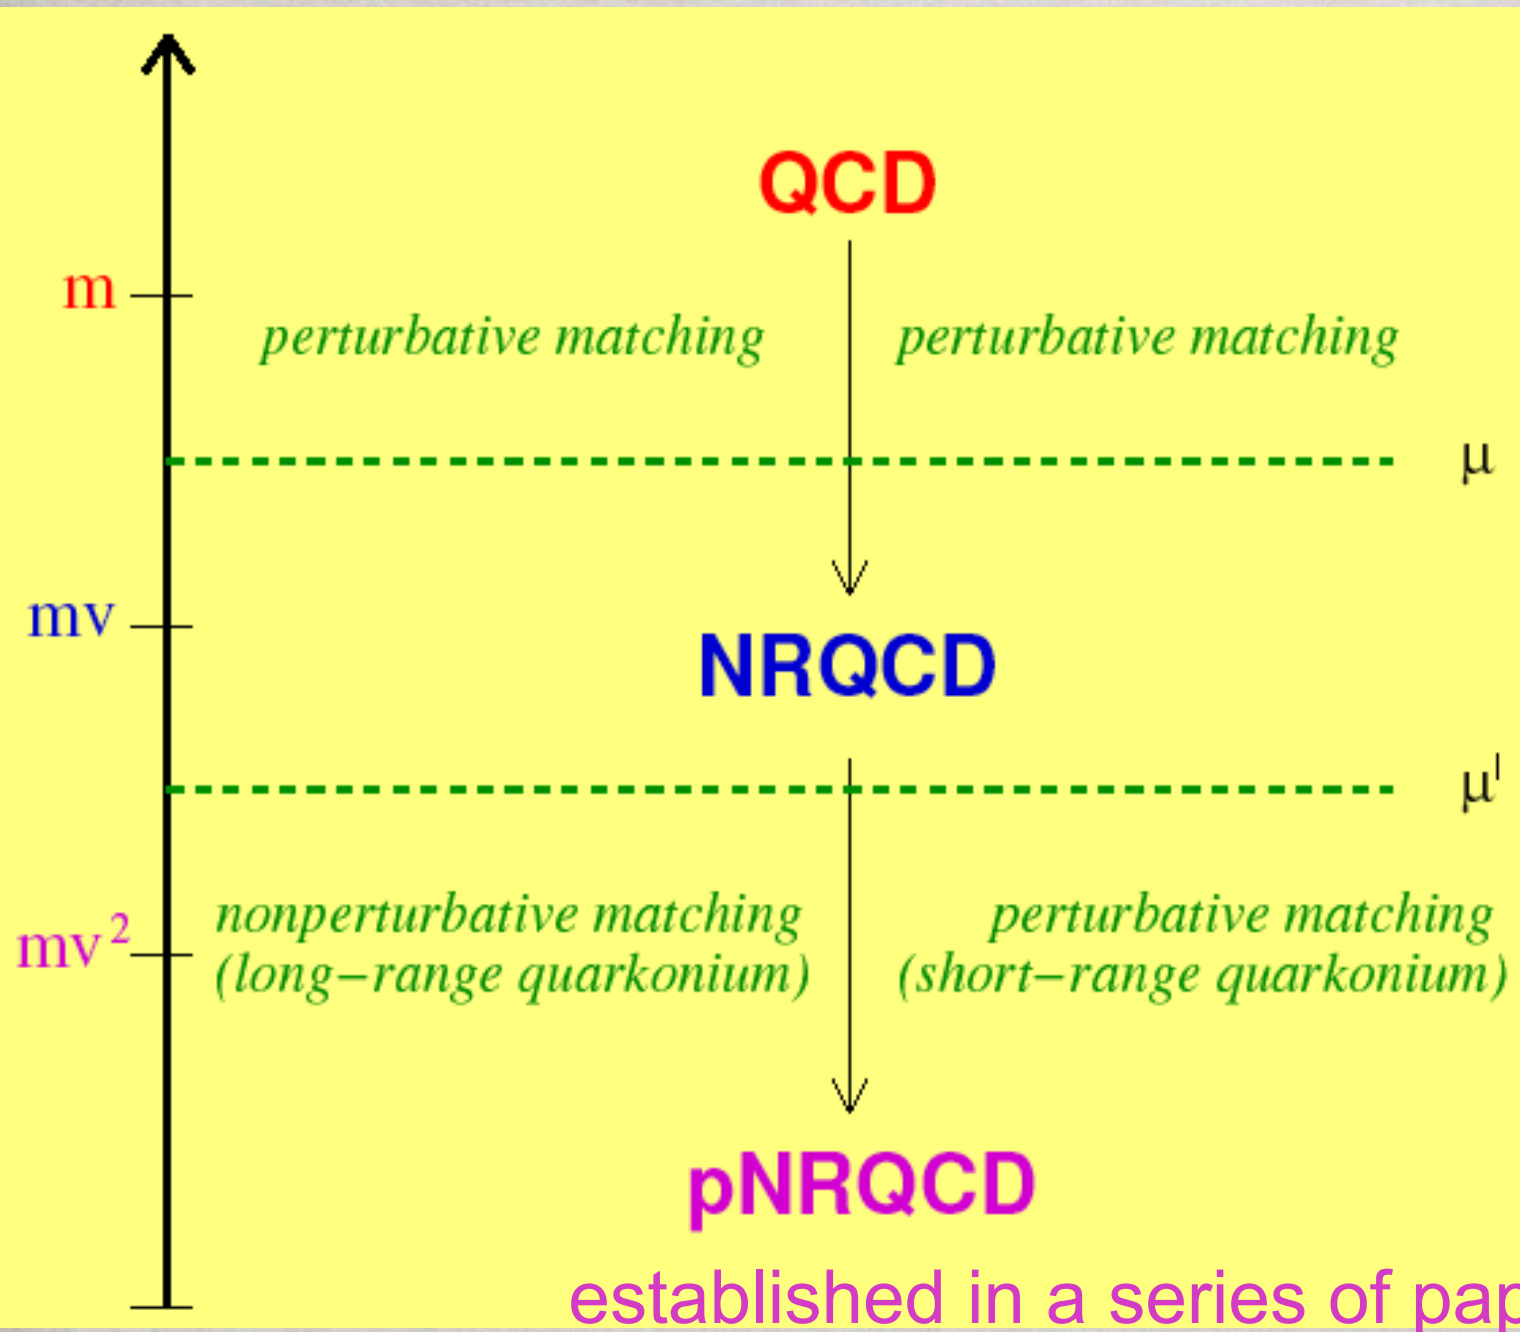 QCD
m
perturbative matching
perturbative matching
μ
mv
NRQCD
μ'
nonperturbative matching
(long−range quarkonium)
perturbative matching
(short−range quarkonium)
mv²
pNRQCD
established in a series of